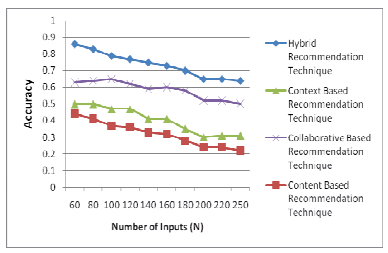 1
0.9
0.8
0.7
0.6
0.5
0.4
0.3
0.2
0.1
0
Accuracy
60 80 100 120 140 160 180 200 220 250
Number of Inputs (N)
Hybrid
Recommendation
Technique
Context Based
Recommendation
Technique
Collaborative Based
Recommendation
Technique
Content Based
Recommendation
Technique